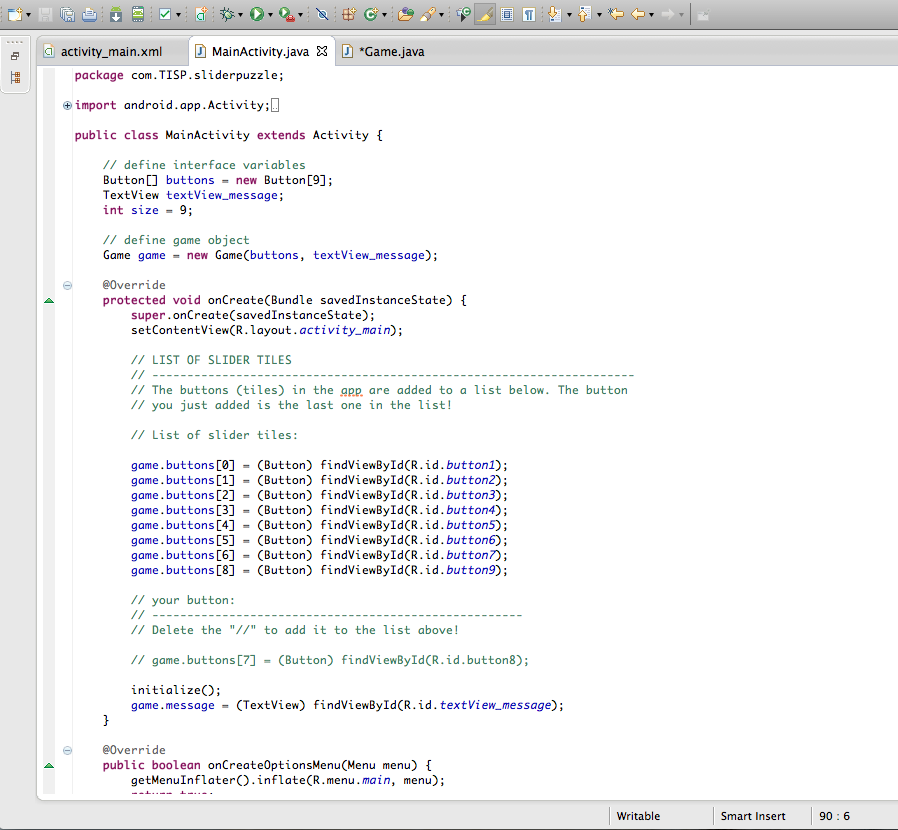 activity_main.xml
MainActivity.java
*Game.java
package com.TISP.sliderpuzzle;
import android.app.Activity;
public class MainActivity extends Activity {
// define interface variables
Button[] buttons = new Button[9];
TextView textView_message;
int size = 9;
// define game object
Game game = new Game(buttons, textView_message);
@Override
protected void onCreate(Bundle savedInstanceState) {
super.onCreate(savedInstanceState);
setContentView(R.layout.activity_main);
// LIST OF SLIDER TILES
// ---------------------------------------------------------------------
// The buttons (tiles) in the app are added to a list below. The button
// you just added is the last one in the list!
// List of slider tiles:
game.buttons[0] = (Button) findViewById(R.id.button1);
game.buttons[1] = (Button) findViewById(R.id.button2);
game.buttons[2] = (Button) findViewById(R.id.button3);
game.buttons[3] = (Button) findViewById(R.id.button4);
game.buttons[4] = (Button) findViewById(R.id.button5);
game.buttons[5] = (Button) findViewById(R.id.button6);
game.buttons[6] = (Button) findViewById(R.id.button7);
game.buttons[8] = (Button) findViewById(R.id.button9);
// your button:
// -----------------------------------------------------
// Delete the "//" to add it to the list above!
// game.buttons[7] = (Button) findViewById(R.id.button8);
initialize();
game.message = (TextView) findViewById(R.id.textView_message);
}
@Override
public boolean onCreateOptionsMenu(Menu menu) {
getMenuInflater().inflate(R.menu.main, menu);
Writable
Smart Insert
90 : 6